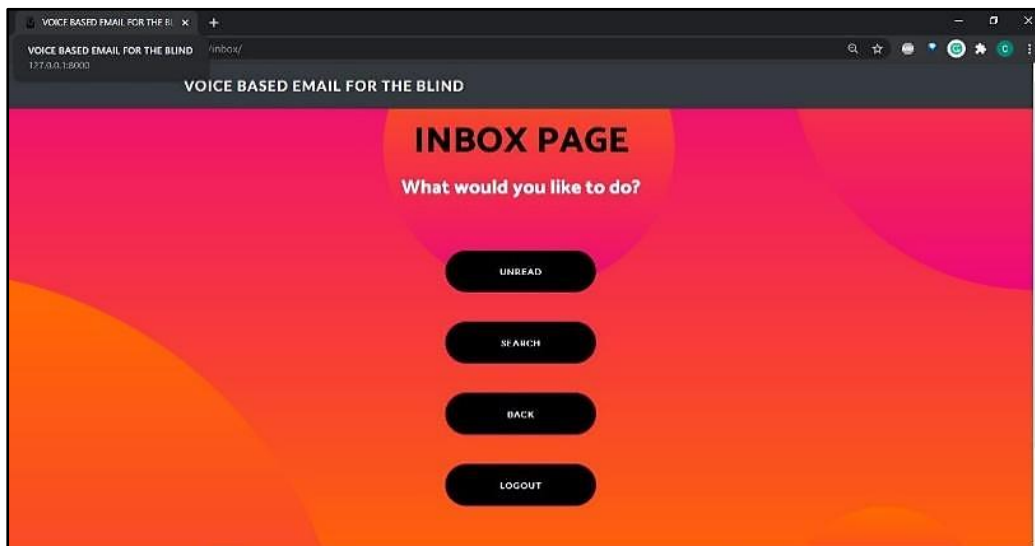 VOICE BASED EMAIL FOR THE BL
VOICE BASED EMAIL FOR THE BLIND
/inbox/
127.0.0.1:8000
VOICE BASED EMAIL FOR THE BLIND
INBOX PAGE
What would you like to do?
UNREAD
SEARCH
BACK
LOGOUT